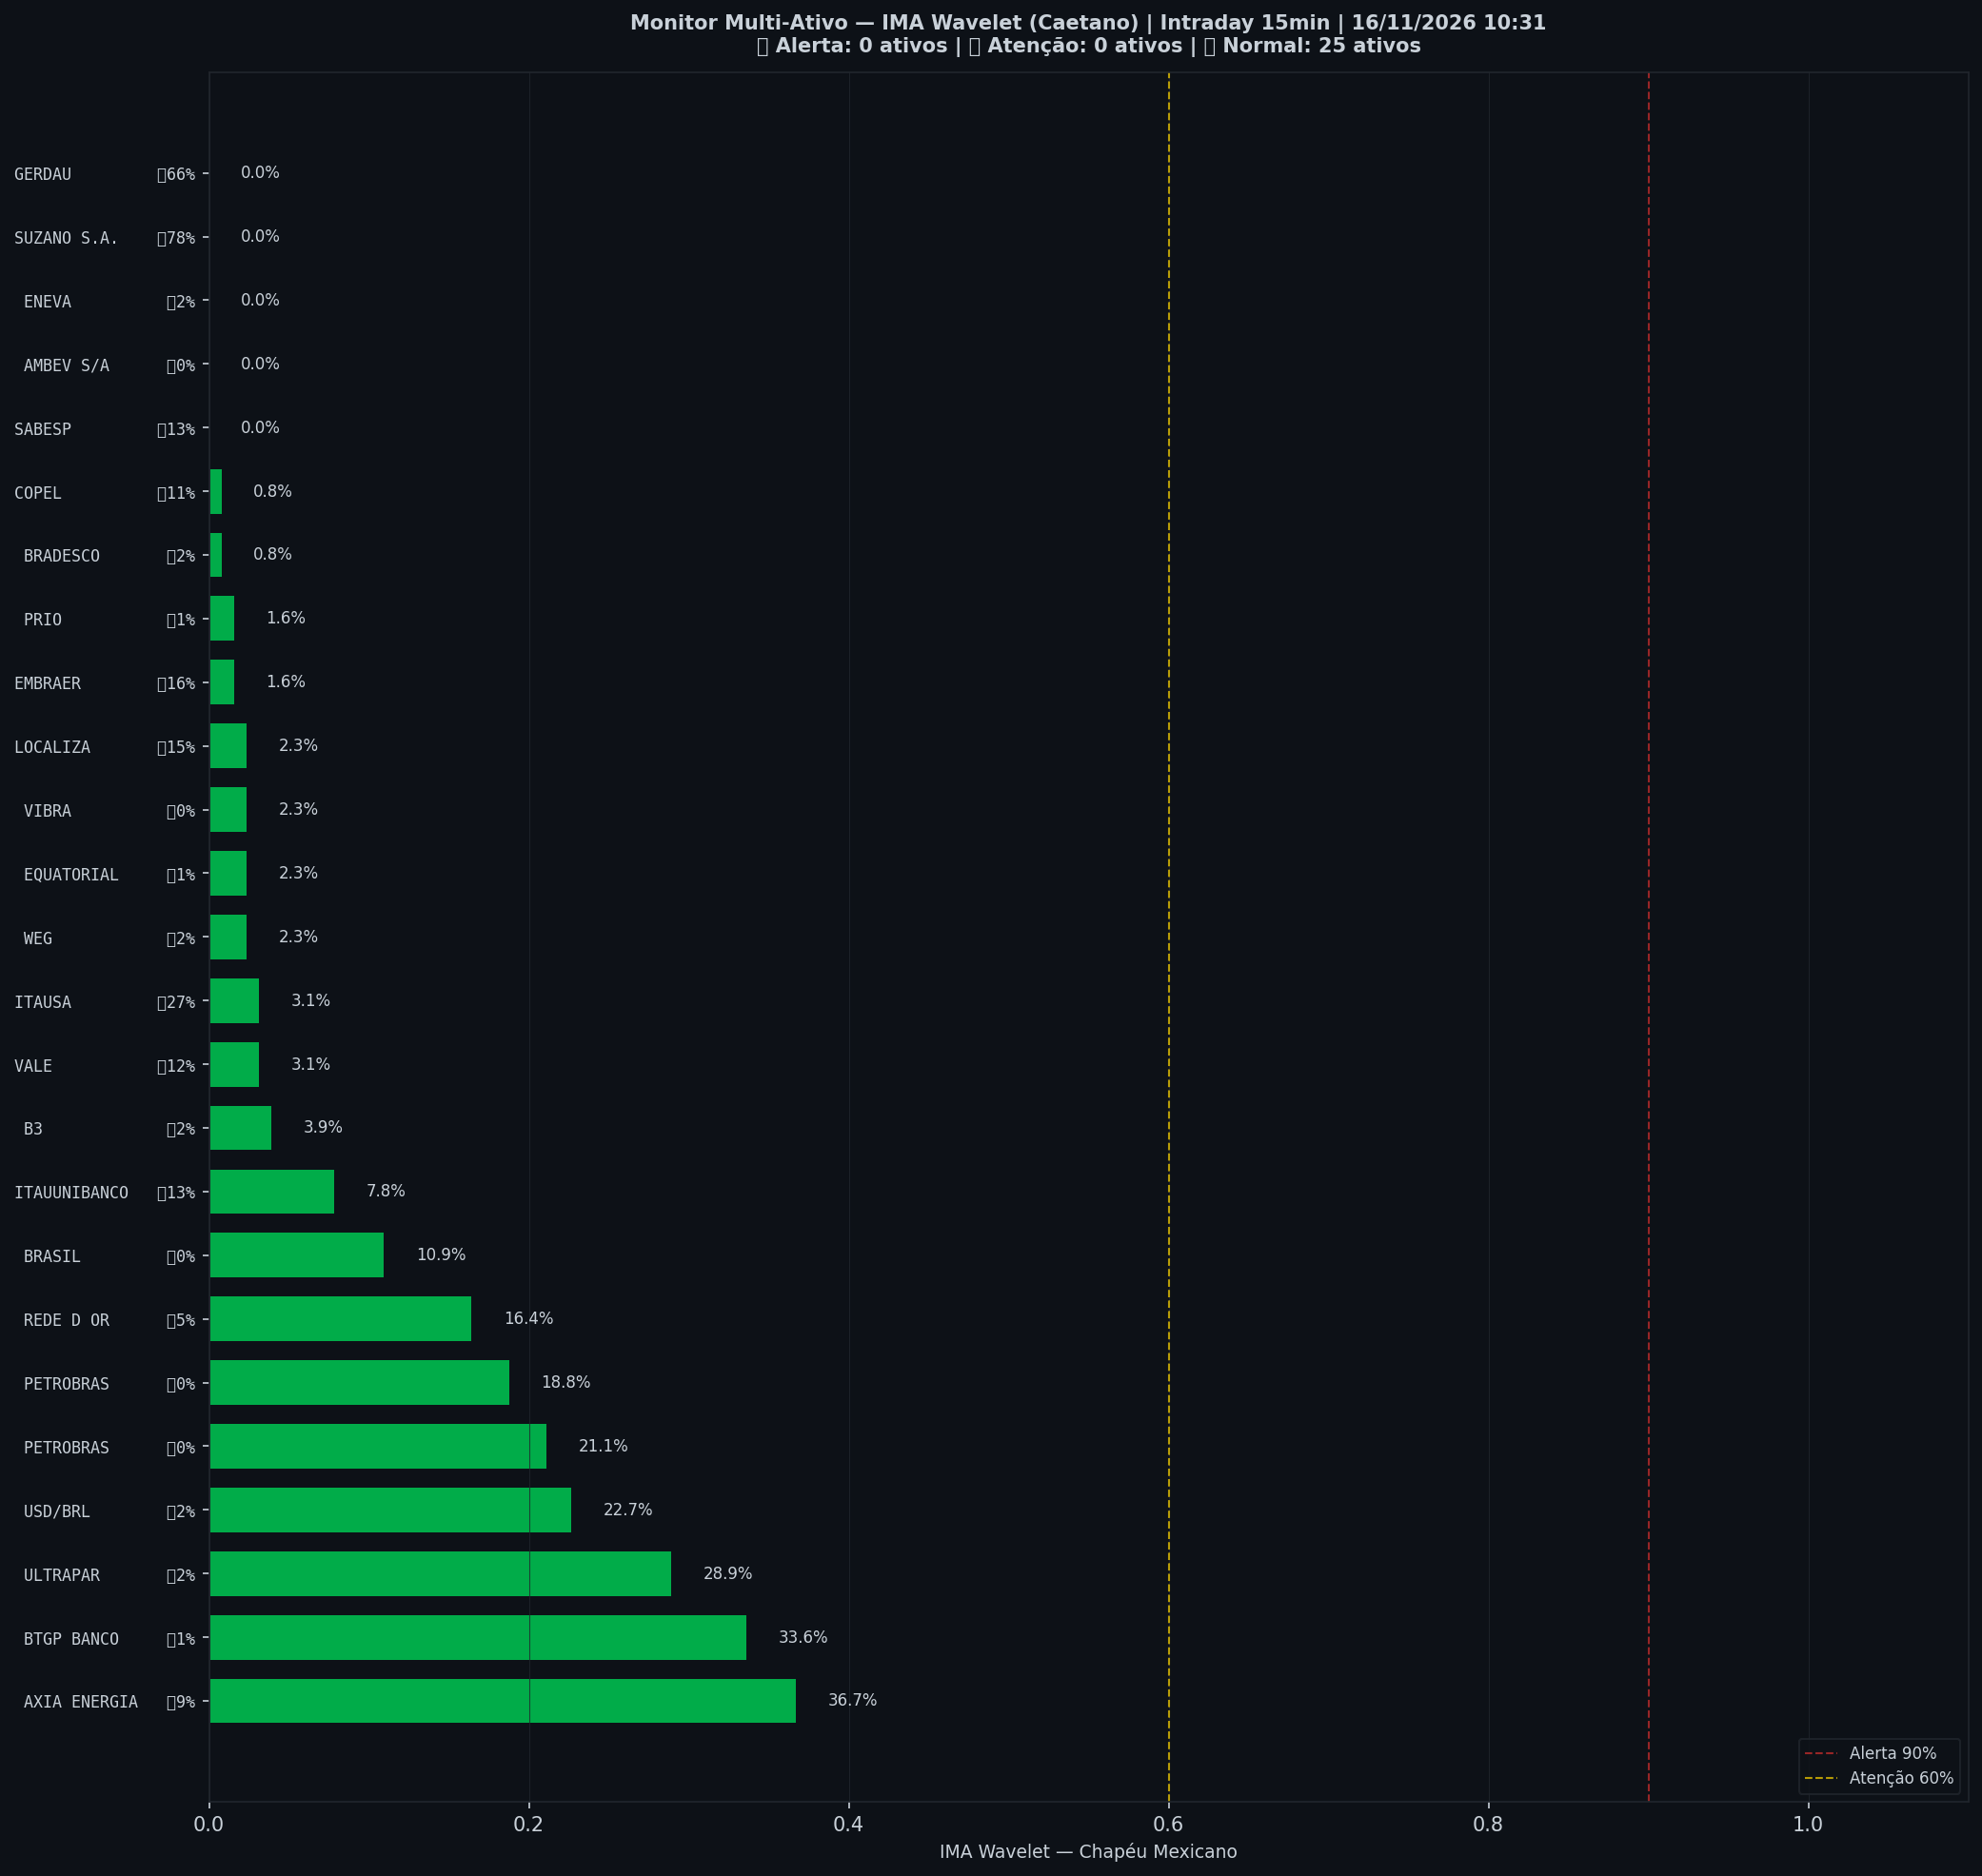 Monitor Multi-Ativo — IMA Wavelet (Caetano) | Intraday 15min | 16/11/2026 10:31
▯ Alerta: 0 ativos | ▯ Atenção: 0 ativos | ▯ Normal: 25 ativos
GERDAU ▯66% 0.0%
SUZANO S.A. ▯78% 0.0%
ENEVA ▯2% 0.0%
AMBEV S/A ▯0% 0.0%
SABESP ▯13% 0.0%
COPEL ▯11% 0.8%
BRADESCO ▯2% 0.8%
PRIO ▯1% 1.6%
EMBRAER ▯16% 1.6%
LOCALIZA ▯15% 2.3%
VIBRA ▯0% 2.3%
EQUATORIAL ▯1% 2.3%
WEG ▯2% 2.3%
ITAUSA ▯27% 3.1%
VALE ▯12% 3.1%
B3 ▯2% 3.9%
ITAUUNIBANCO ▯13% 7.8%
BRASIL ▯0% 10.9%
REDE D OR ▯5% 16.4%
PETROBRAS ▯0% 18.8%
PETROBRAS ▯0% 21.1%
USD/BRL ▯2% 22.7%
ULTRAPAR ▯2% 28.9%
BTGP BANCO ▯1% 33.6%
AXIA ENERGIA ▯9% 36.7%
Alerta 90%
Atenção 60%
0.0 0.2 0.4 0.6 0.8 1.0
IMA Wavelet — Chapéu Mexicano